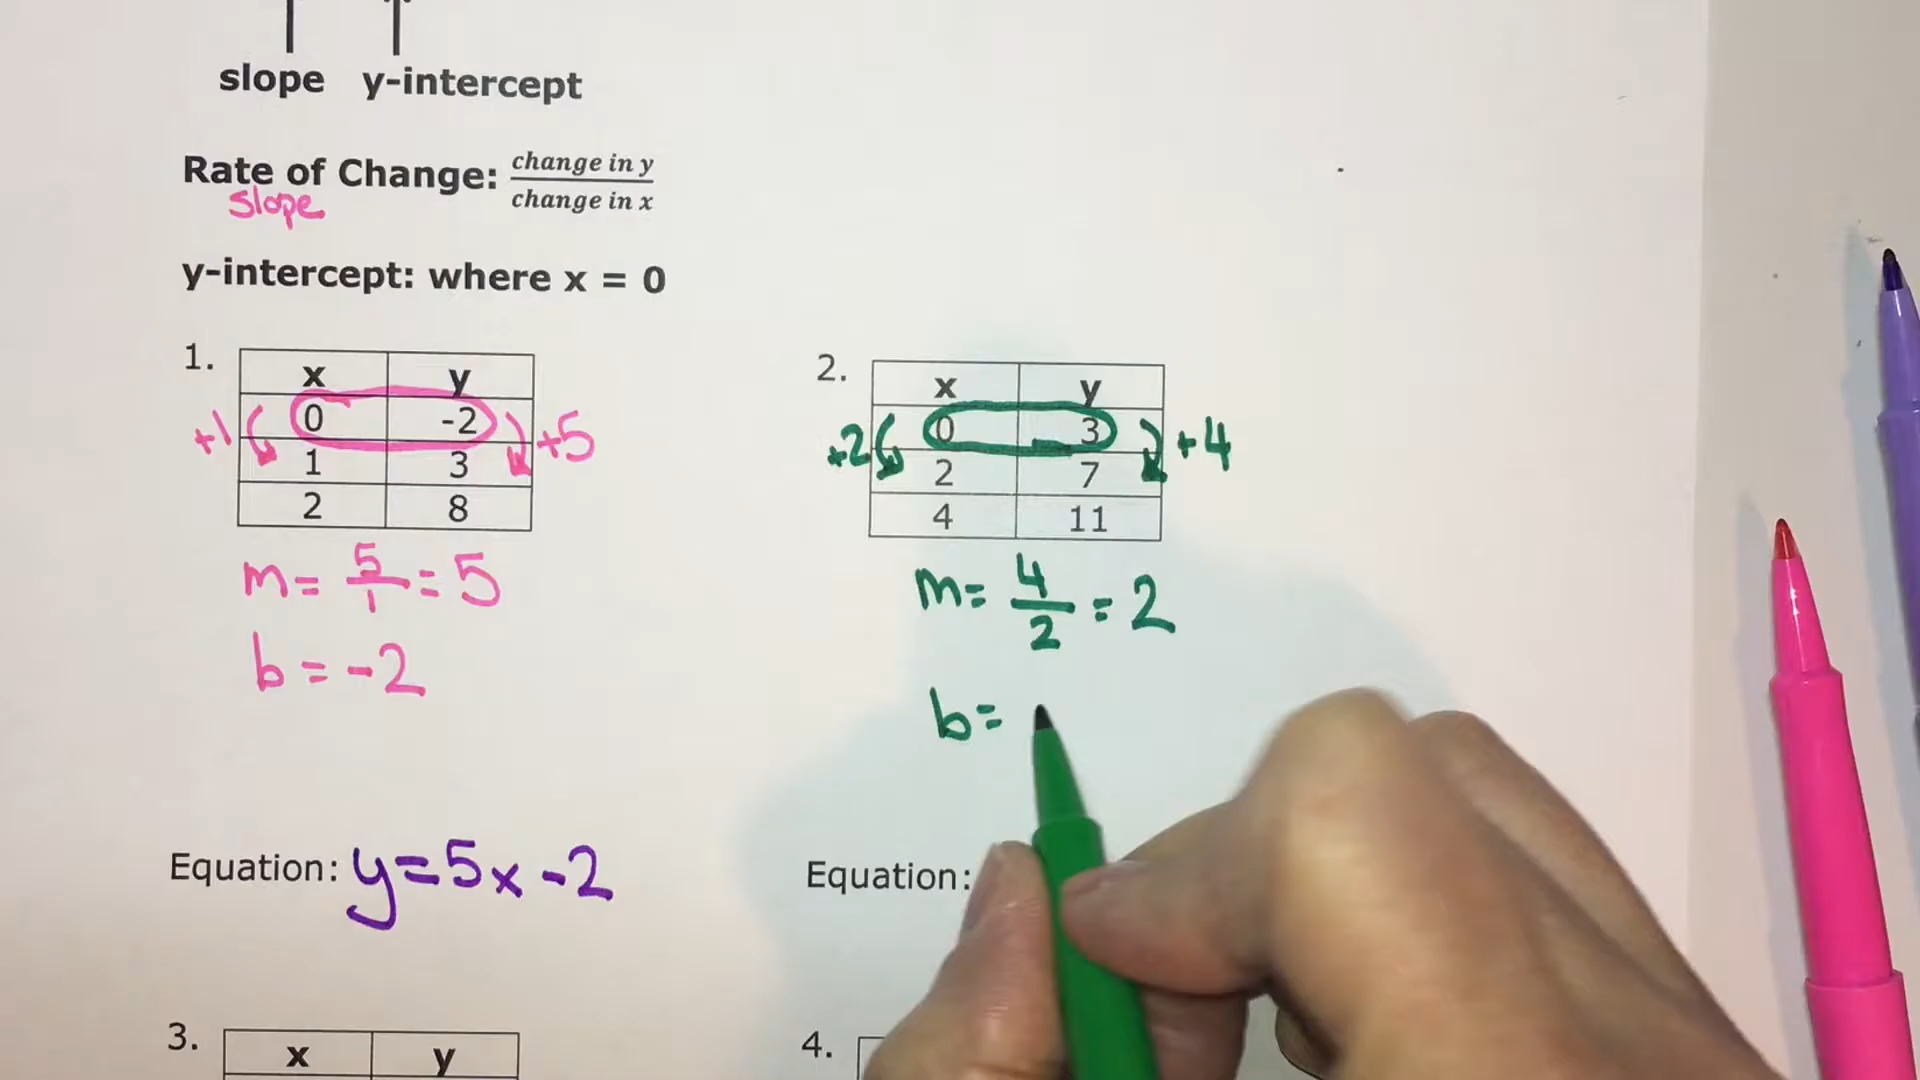 slope y-intercept
Rate of Change: change in y
change in x
slope
y-intercept: where x = 0
1.
x y
+1 0 -2 +5
1 3
2 8
m = 5/1 = 5
b = -2
Equation: y=5x-2
2.
x y
+2 0 3 +4
2 7
4 11
m = 4/2 = 2
b =
Equation:
3.
x y
4.